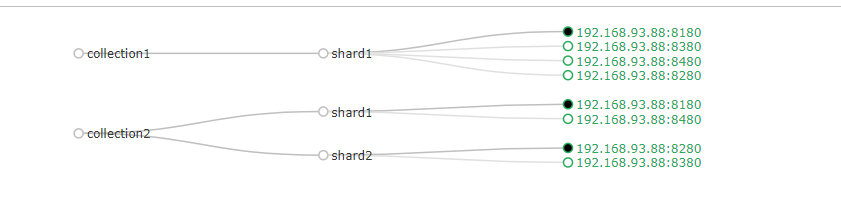 192.168.93.88:8180
collection1 shard1
192.168.93.88:8380
192.168.93.88:8480
192.168.93.88:8280
shard1
192.168.93.88:8180
192.168.93.88:8480
collection2
shard2
192.168.93.88:8280
192.168.93.88:8380